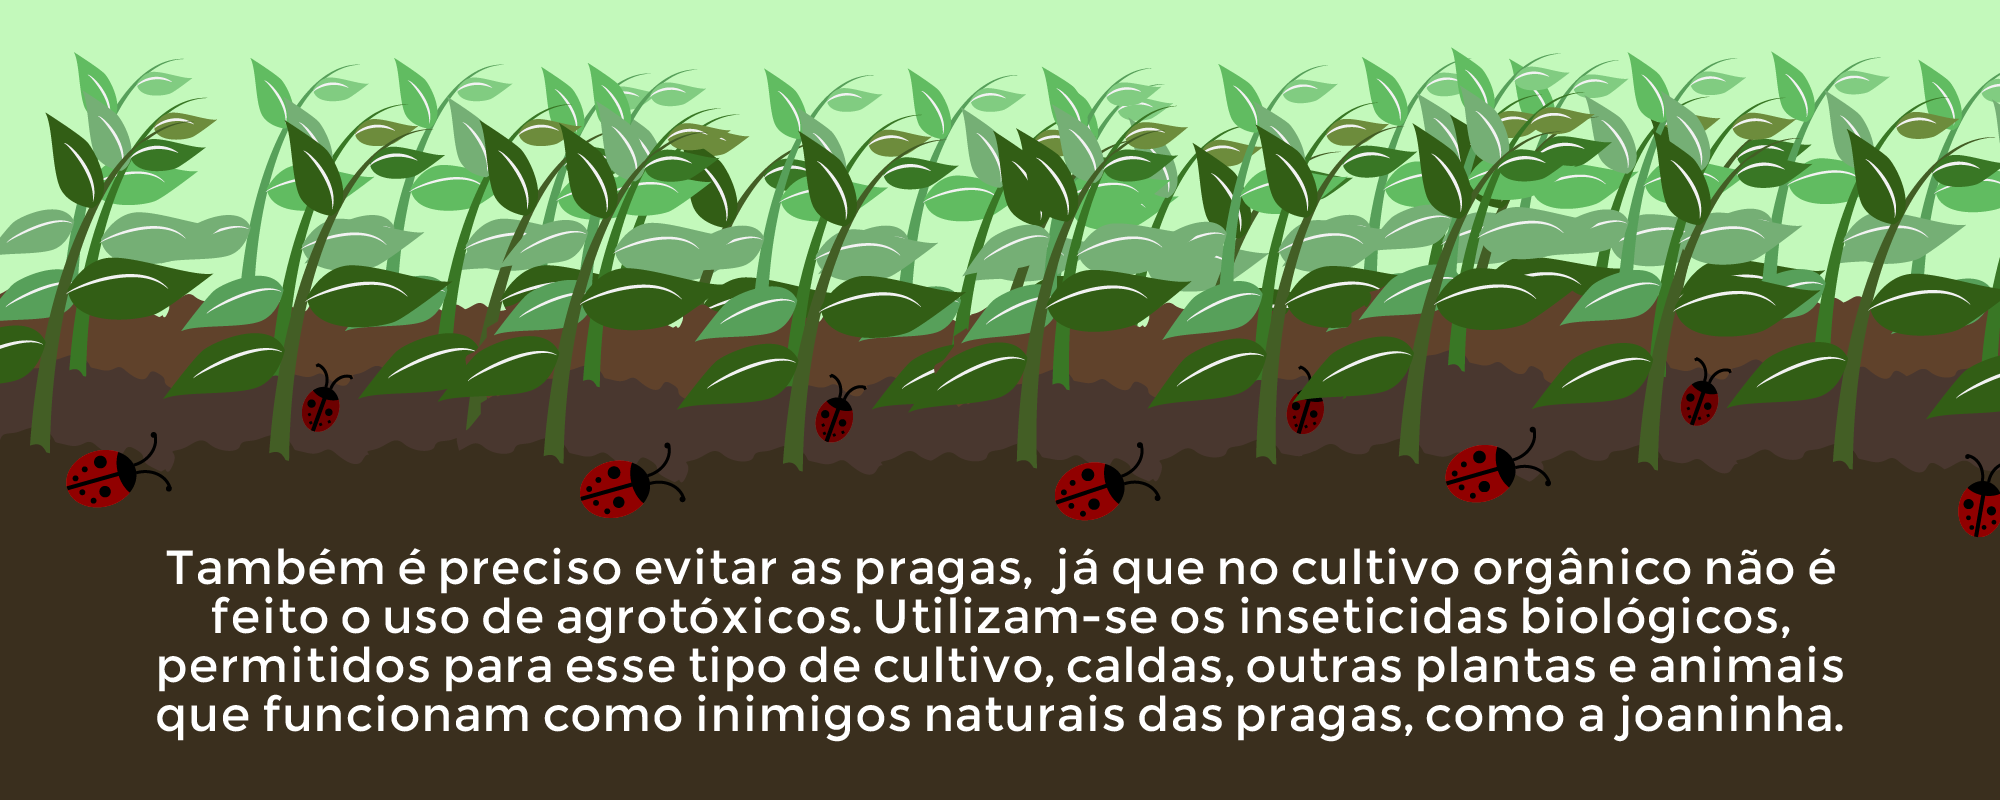 Também é preciso evitar as pragas, já que no cultivo orgânico não é
feito o uso de agrotóxicos. Utilizam-se os inseticidas biológicos,
permitidos para esse tipo de cultivo, caldas, outras plantas e animais
que funcionam como inimigos naturais das pragas, como a joaninha.